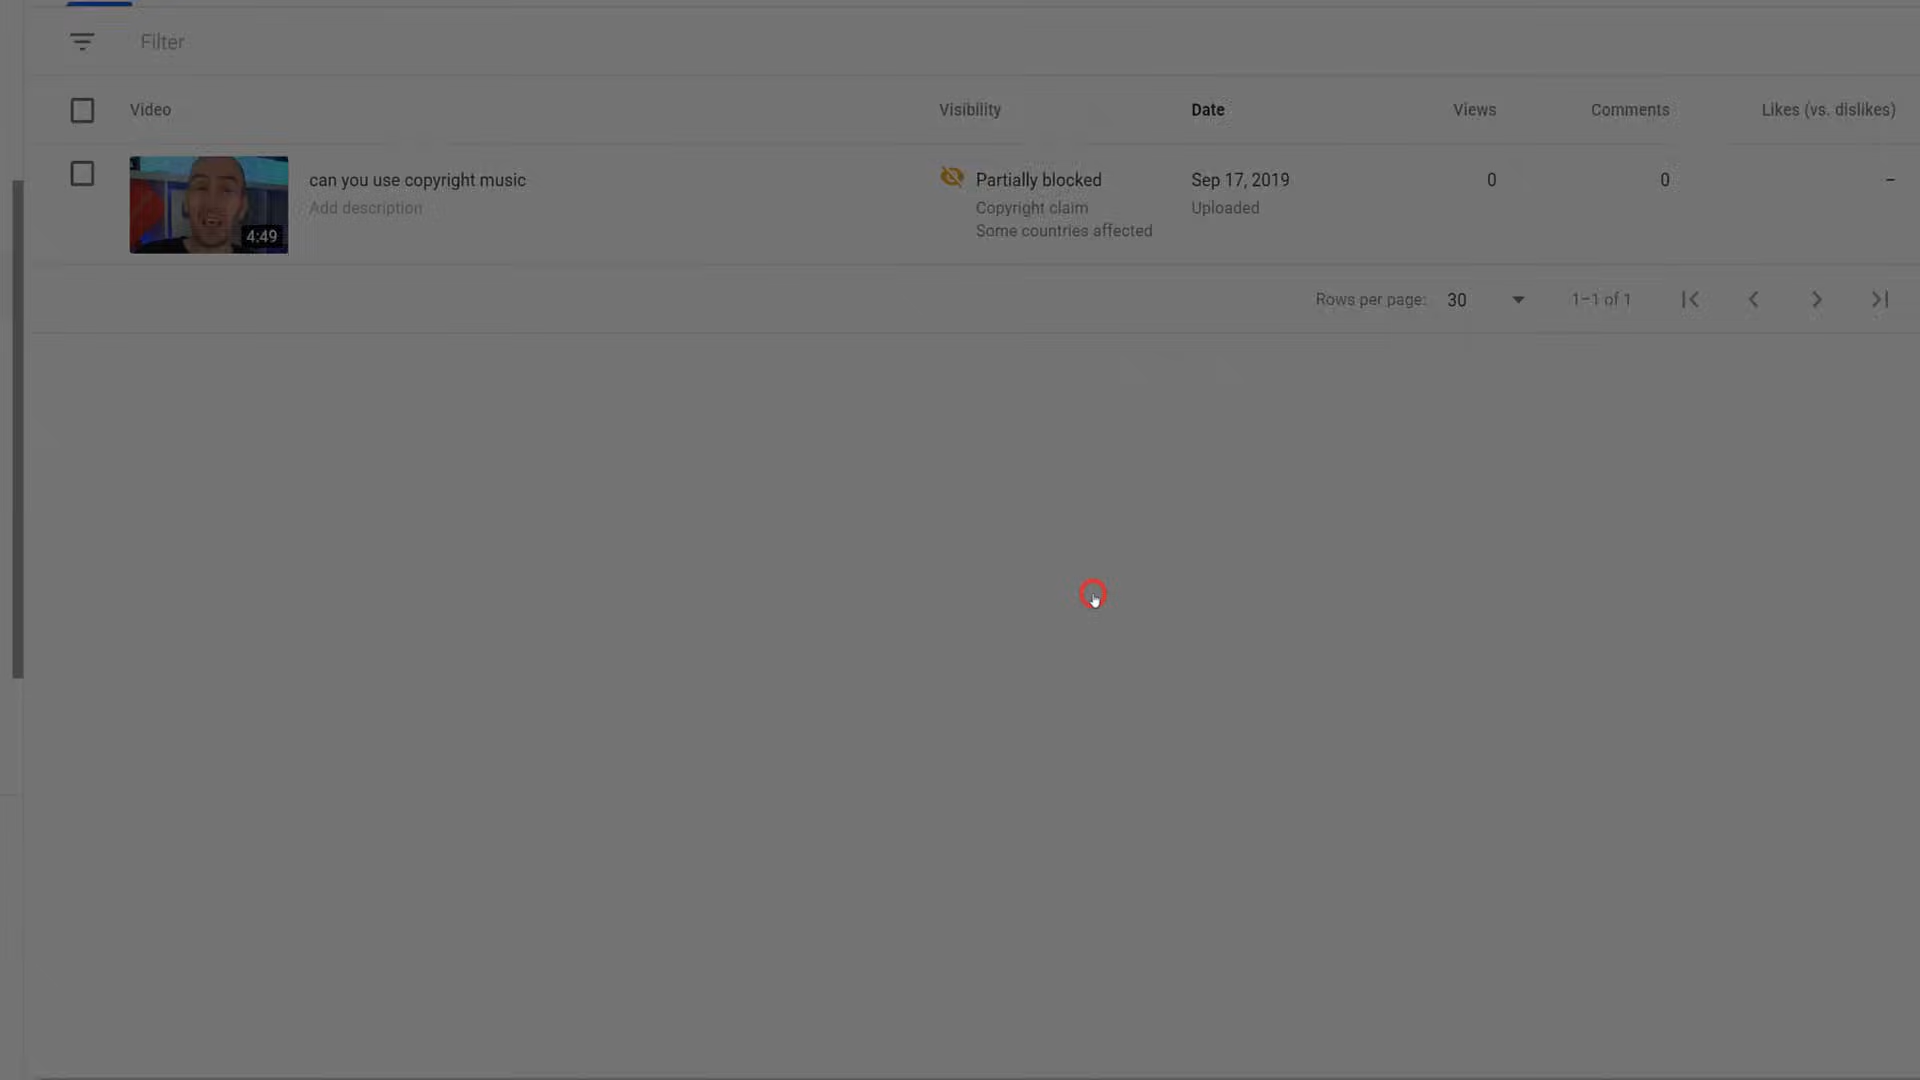 Filter
Video Visibility Date Views Comments Likes (vs. dislikes)
can you use copyright music Partially blocked Sep 17, 2019 0 0 –
Add description Copyright claim Uploaded
4:49 Some countries affected
Rows per page: 30 1–1 of 1